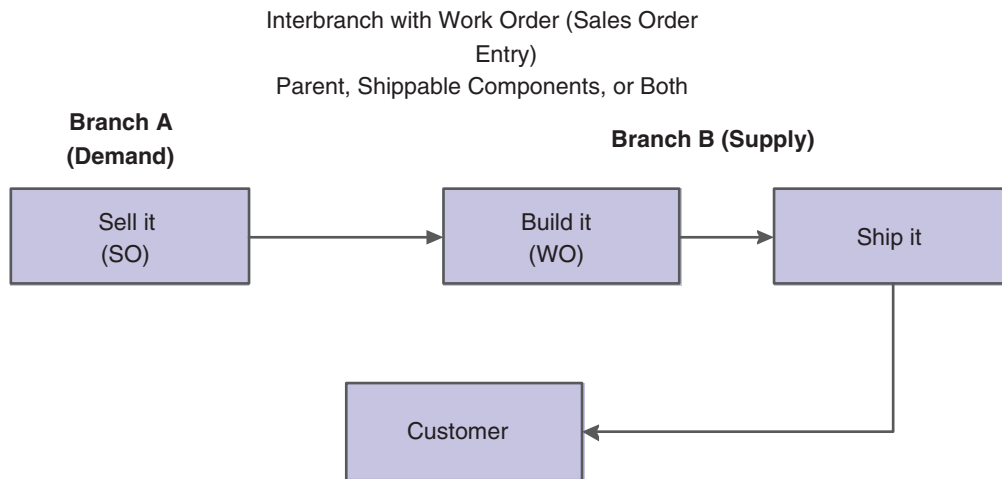 Interbranch with Work Order (Sales Order
Entry)
Parent, Shippable Components, or Both
Branch A
(Demand)
Branch B (Supply)
Sell it
(SO)
Build it
(WO)
Ship it
Customer